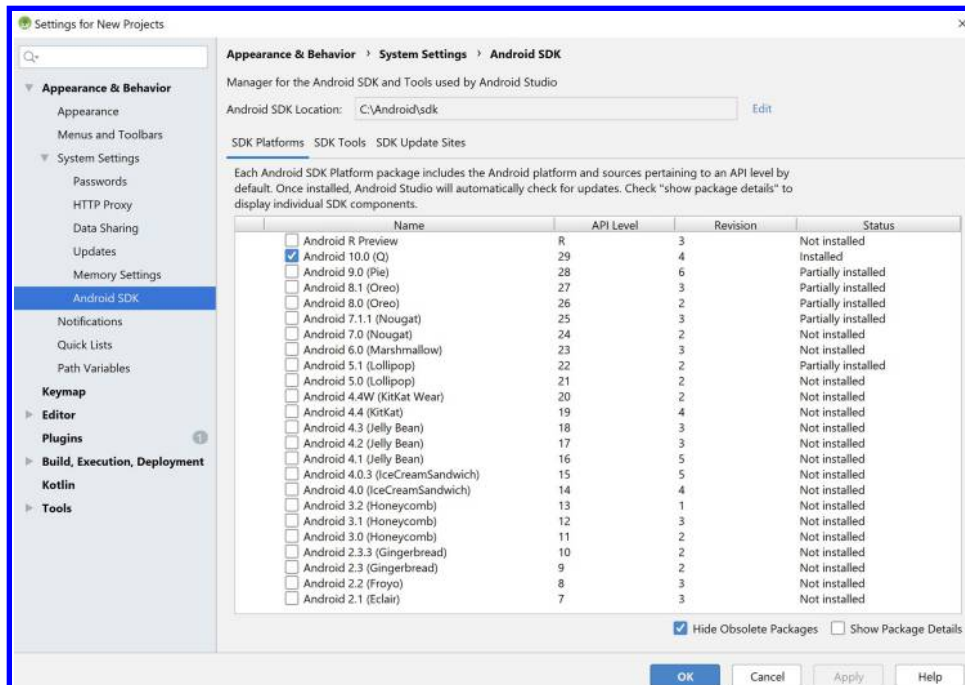 Settings for New Projects
Appearance & Behavior
Appearance
Menus and Toolbars
System Settings
Passwords
HTTP Proxy
Data Sharing
Updates
Memory Settings
Android SDK
Notifications
Quick Lists
Path Variables
Keymap
Editor
Plugins 1
Build, Execution, Deployment
Kotlin
Tools
Appearance & Behavior › System Settings › Android SDK
Manager for the Android SDK and Tools used by Android Studio
Android SDK Location: C:\Android\sdk Edit
SDK Platforms SDK Tools SDK Update Sites
Each Android SDK Platform package includes the Android platform and sources pertaining to an API level by
default. Once installed, Android Studio will automatically check for updates. Check "show package details" to
display individual SDK components.
Name API Level Revision Status
Android R Preview R 3 Not installed
Android 10.0 (Q) 29 4 Installed
Android 9.0 (Pie) 28 6 Partially installed
Android 8.1 (Oreo) 27 3 Partially installed
Android 8.0 (Oreo) 26 2 Partially installed
Android 7.1.1 (Nougat) 25 3 Partially installed
Android 7.0 (Nougat) 24 2 Not installed
Android 6.0 (Marshmallow) 23 3 Not installed
Android 5.1 (Lollipop) 22 2 Partially installed
Android 5.0 (Lollipop) 21 2 Not installed
Android 4.4W (KitKat Wear) 20 2 Not installed
Android 4.4 (KitKat) 19 4 Not installed
Android 4.3 (Jelly Bean) 18 3 Not installed
Android 4.2 (Jelly Bean) 17 3 Not installed
Android 4.1 (Jelly Bean) 16 5 Not installed
Android 4.0.3 (IceCreamSandwich) 15 5 Not installed
Android 4.0 (IceCreamSandwich) 14 4 Not installed
Android 3.2 (Honeycomb) 13 1 Not installed
Android 3.1 (Honeycomb) 12 3 Not installed
Android 3.0 (Honeycomb) 11 2 Not installed
Android 2.3.3 (Gingerbread) 10 2 Not installed
Android 2.3 (Gingerbread) 9 2 Not installed
Android 2.2 (Froyo) 8 3 Not installed
Android 2.1 (Eclair) 7 3 Not installed
Hide Obsolete Packages Show Package Details
OK Cancel Apply Help